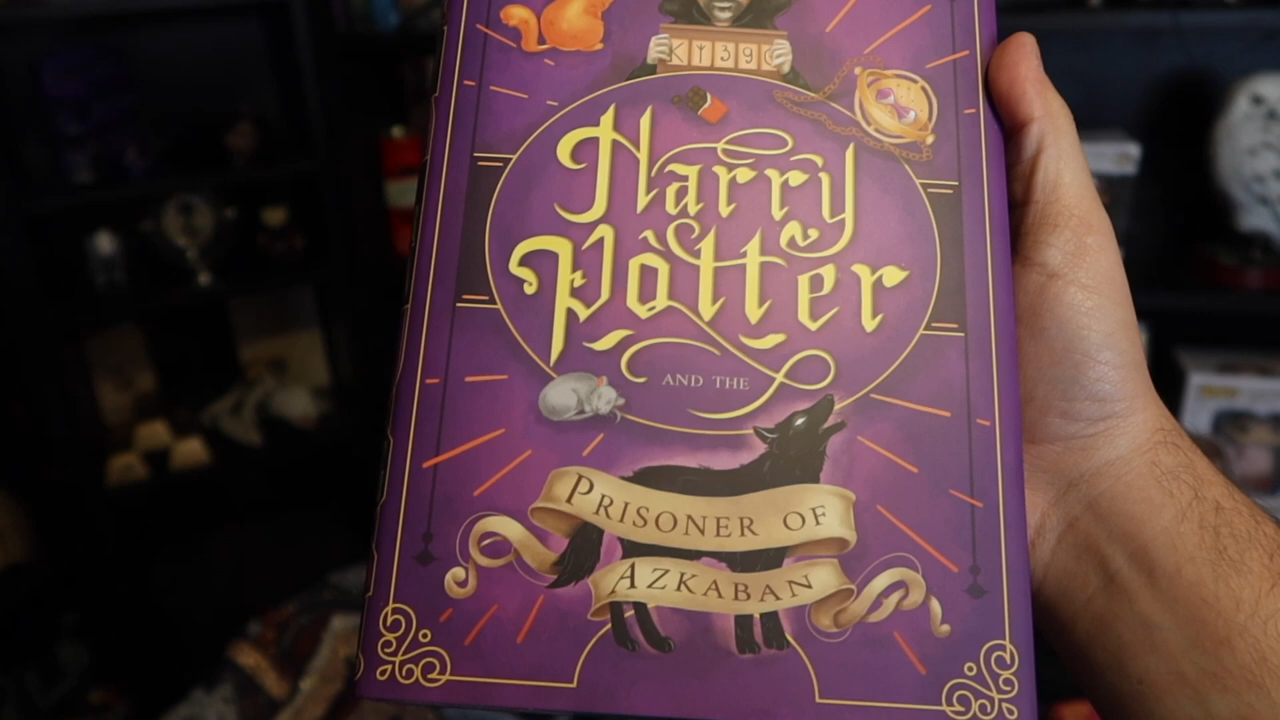 Harry
Potter
AND THE
PRISONER OF
AZKABAN